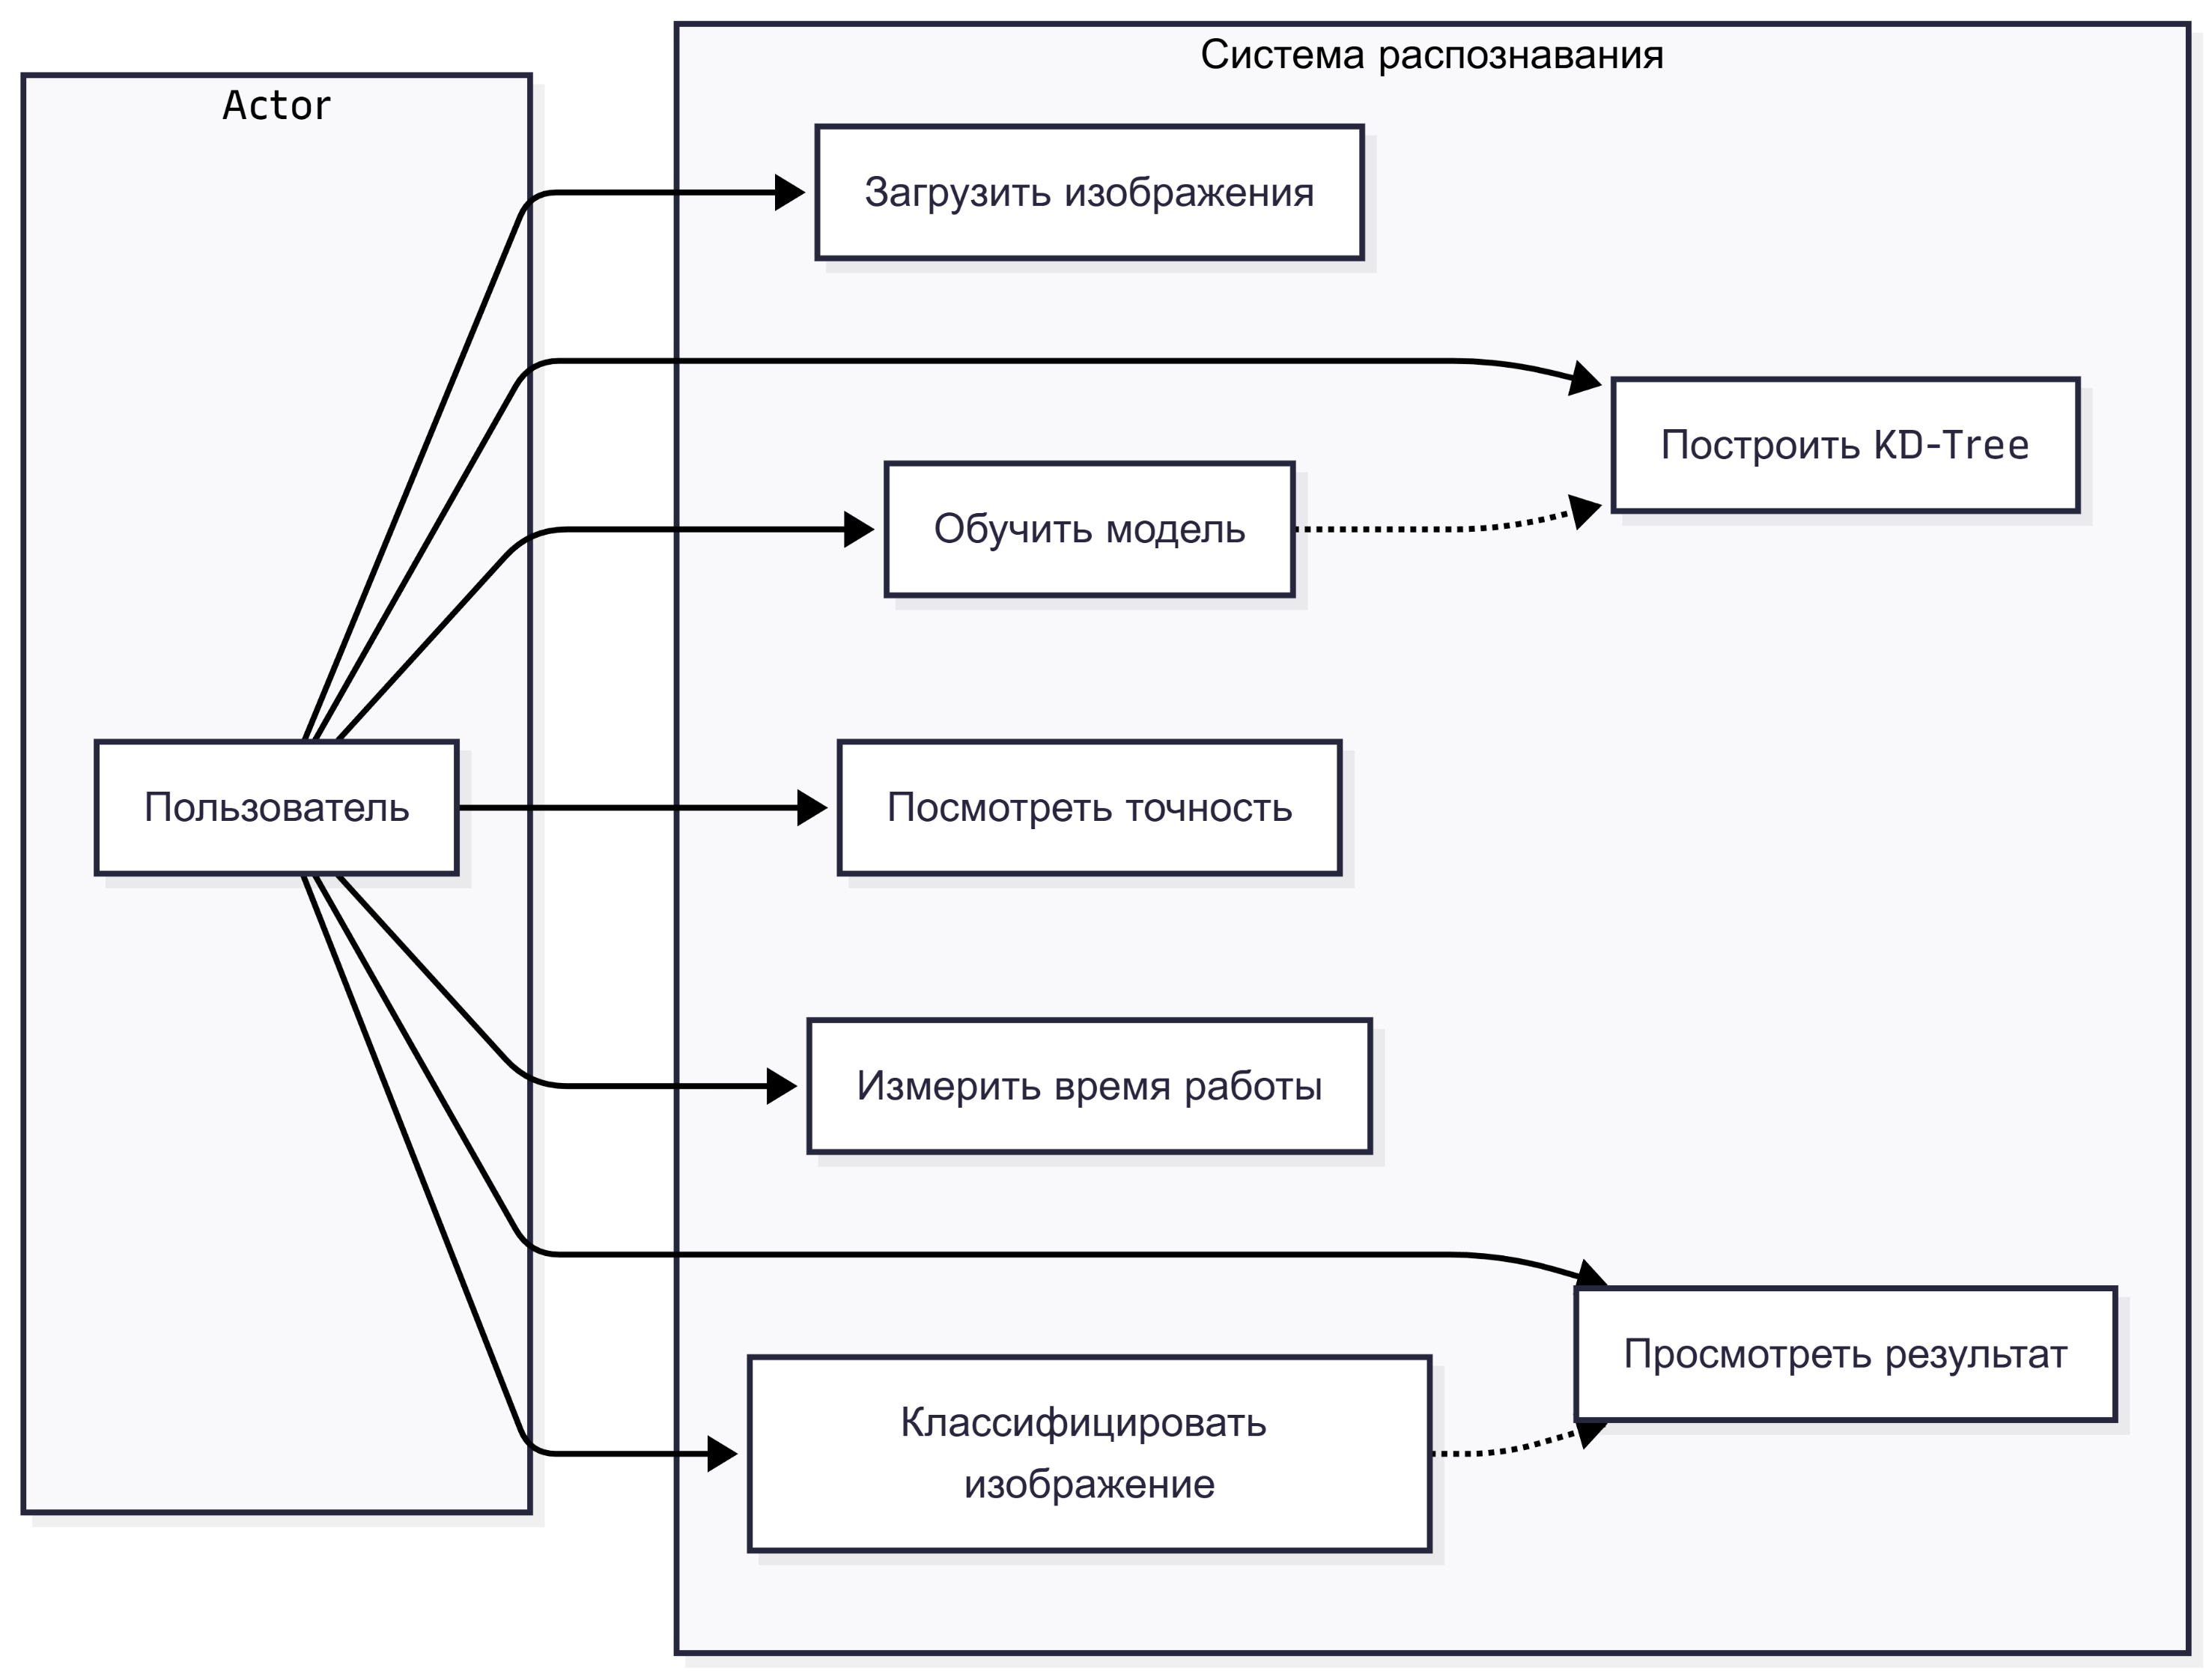 Actor
Пользователь
Система распознавания
Загрузить изображения
Построить KD-Tree
Обучить модель
Посмотреть точность
Измерить время работы
Просмотреть результат
Классифицировать
изображение